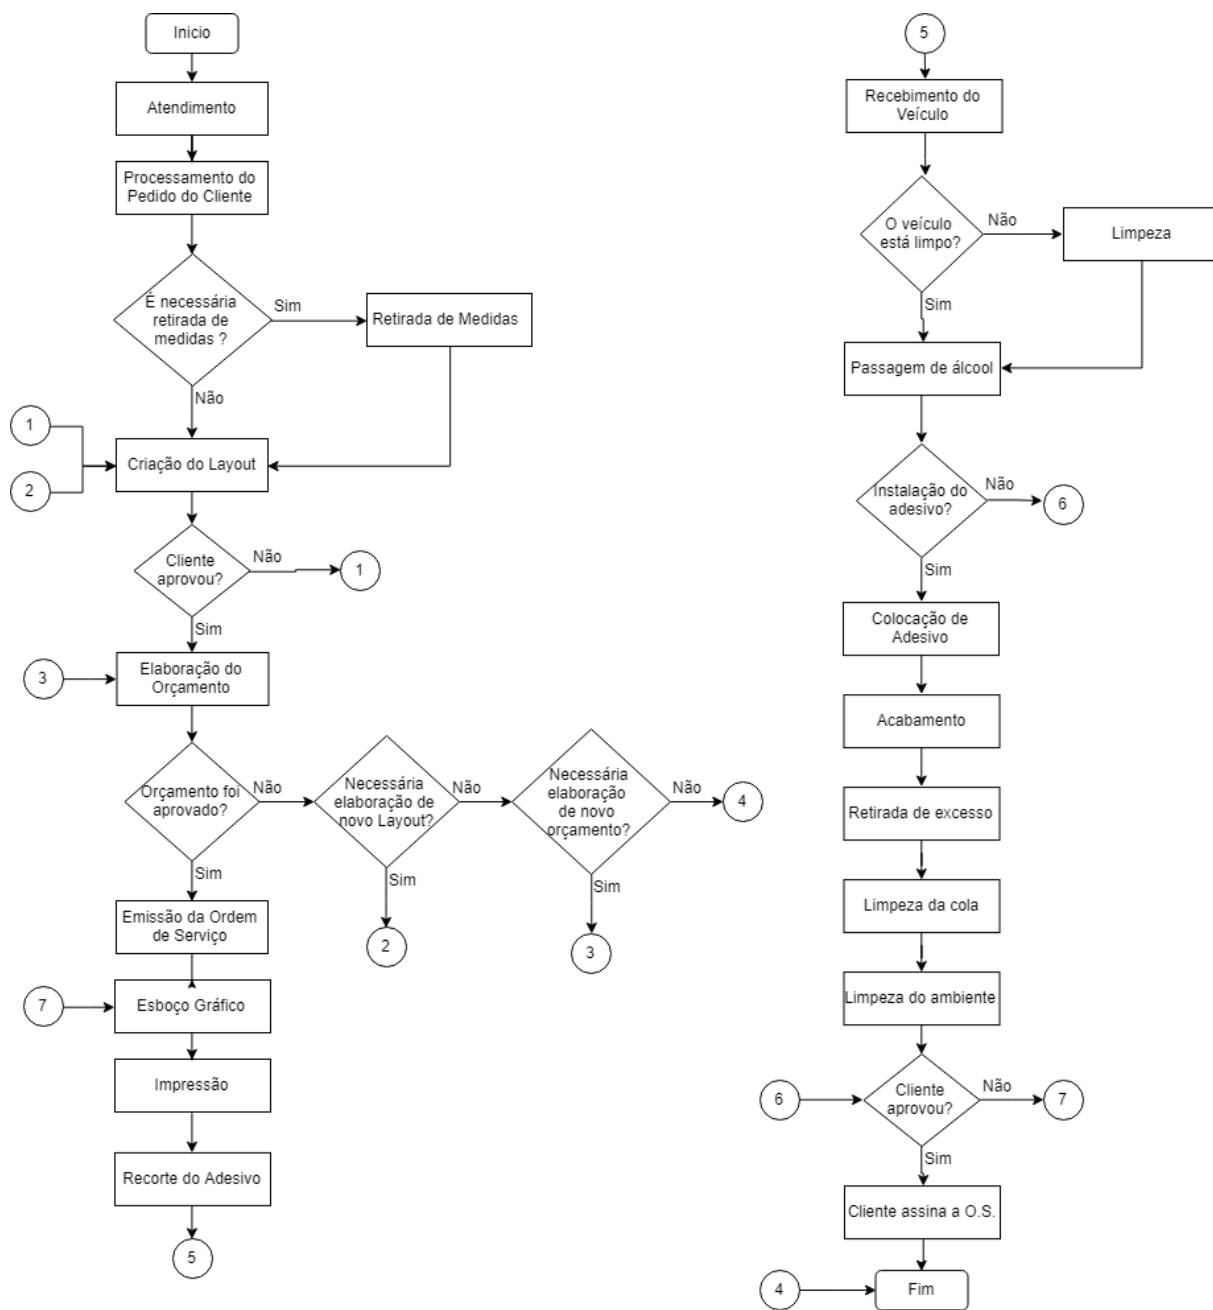 Inicio
Atendimento
Processamento do
Pedido do Cliente
É necessária
retirada de
medidas ?
Sim
Retirada de Medidas
Não
1
2
Criação do Layout
Cliente
aprovou?
Não
1
Sim
3
Elaboração do
Orçamento
Orçamento foi
aprovado?
Não
Necessária
elaboração de
novo Layout?
Não
Necessária
elaboração
de novo
orçamento?
Não
4
Sim
Sim
Sim
2
3
Emissão da Ordem
de Serviço
7
Esboço Gráfico
Impressão
Recorte do Adesivo
5
5
Recebimento do
Veículo
O veículo
está limpo?
Não
Limpeza
Sim
Passagem de álcool
Instalação do
adesivo?
Não
6
Sim
Colocação de
Adesivo
Acabamento
Retirada de excesso
Limpeza da cola
Limpeza do ambiente
6
Cliente
aprovou?
Não
7
Sim
Cliente assina a O.S.
4
Fim